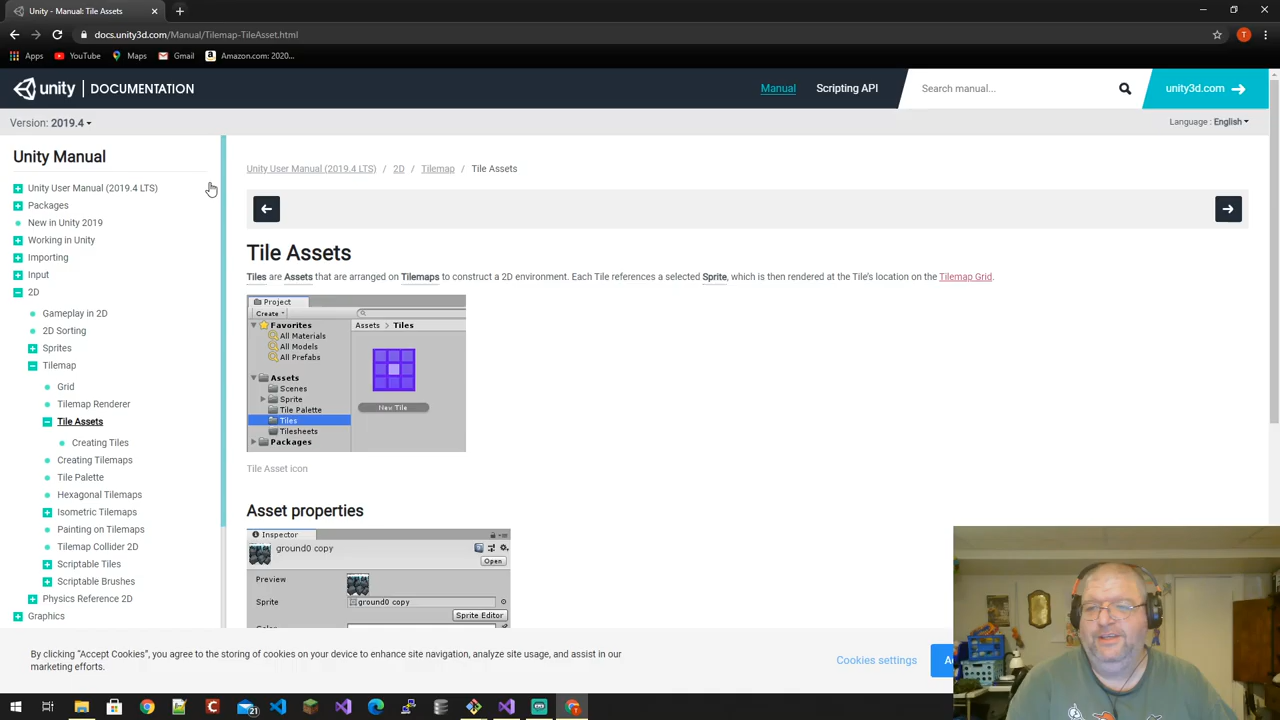 Unity - Manual: Tile Assets
docs.unity3d.com/Manual/Tilemap-TileAsset.html
T
Apps
YouTube
Maps
Gmail
Amazon.com: 2020...
unity | DOCUMENTATION
Manual
Scripting API
Search manual...
unity3d.com
Version: 2019.4
Language : English
Unity Manual
Unity User Manual (2019.4 LTS)
Packages
New in Unity 2019
Working in Unity
Importing
Input
2D
Gameplay in 2D
2D Sorting
Sprites
Tilemap
Grid
Tilemap Renderer
Tile Assets
Creating Tiles
Creating Tilemaps
Tile Palette
Hexagonal Tilemaps
Isometric Tilemaps
Painting on Tilemaps
Tilemap Collider 2D
Scriptable Tiles
Scriptable Brushes
Physics Reference 2D
Graphics
Unity User Manual (2019.4 LTS) / 2D / Tilemap / Tile Assets
Tile Assets
Tiles are Assets that are arranged on Tilemaps to construct a 2D environment. Each Tile references a selected Sprite, which is then rendered at the Tile's location on the Tilemap Grid.
Project
Create
Favorites
All Materials
All Models
All Prefabs
Assets
Scenes
Sprite
Tile Palette
Tiles
Tilesheets
Packages
Assets > Tiles
New Tile
Tile Asset icon
Asset properties
Inspector
ground0 copy
Open
Preview
Sprite
ground0 copy
Sprite Editor
By clicking “Accept Cookies”, you agree to the storing of cookies on your device to enhance site navigation, analyze site usage, and assist in our
marketing efforts.
Cookies settings
21